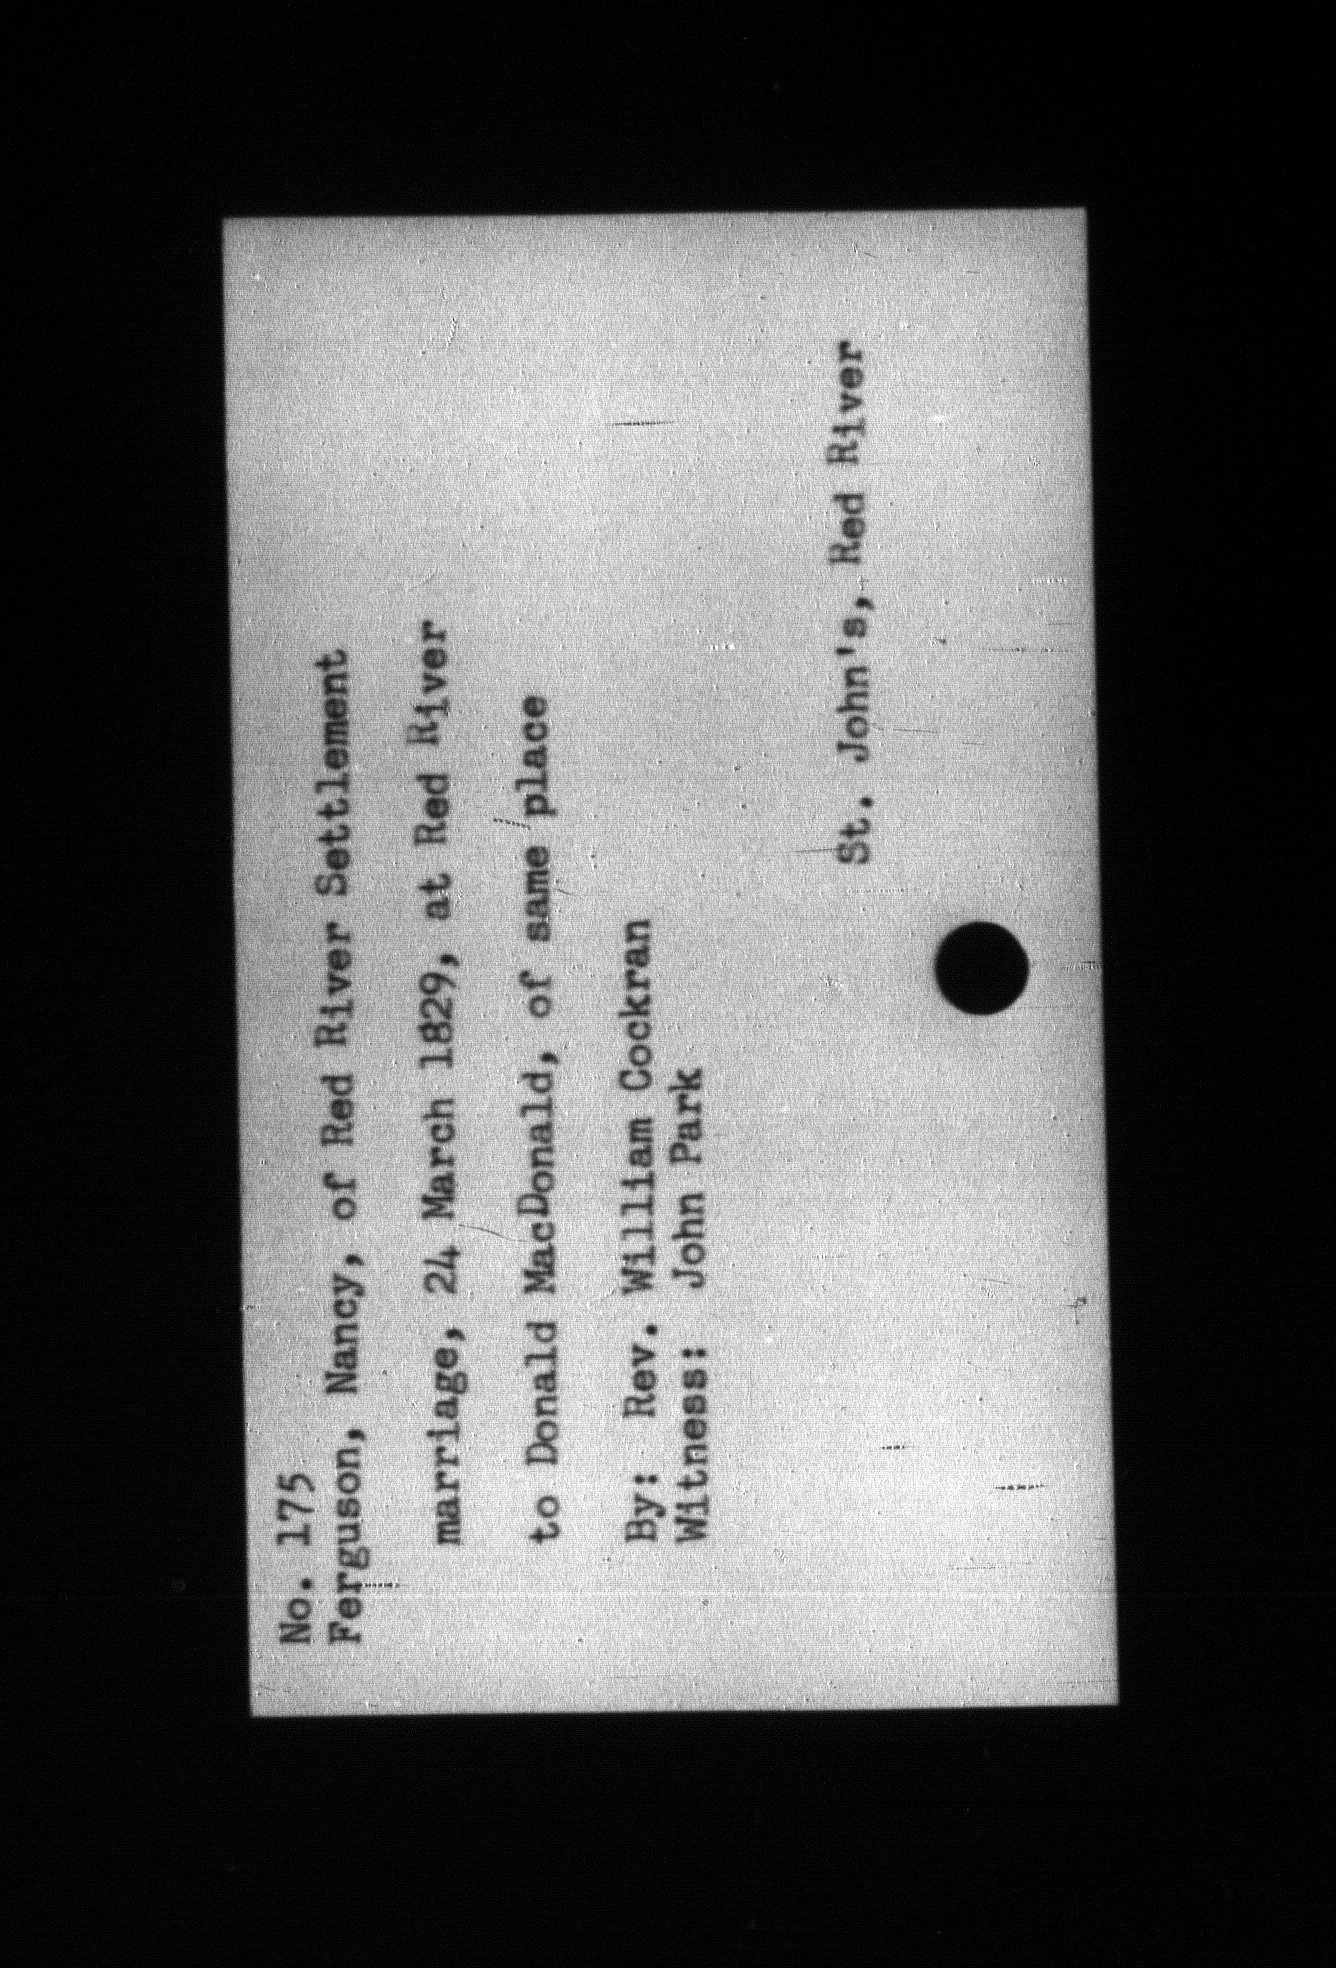 No. 175
Ferguson, Nancy, of Red River Settlement
marriage, 24 March 1829, at Red River
to Donald MacDonald, of same place
By: Rev. William Cockran
Witness: John Park
St. John's, Red River